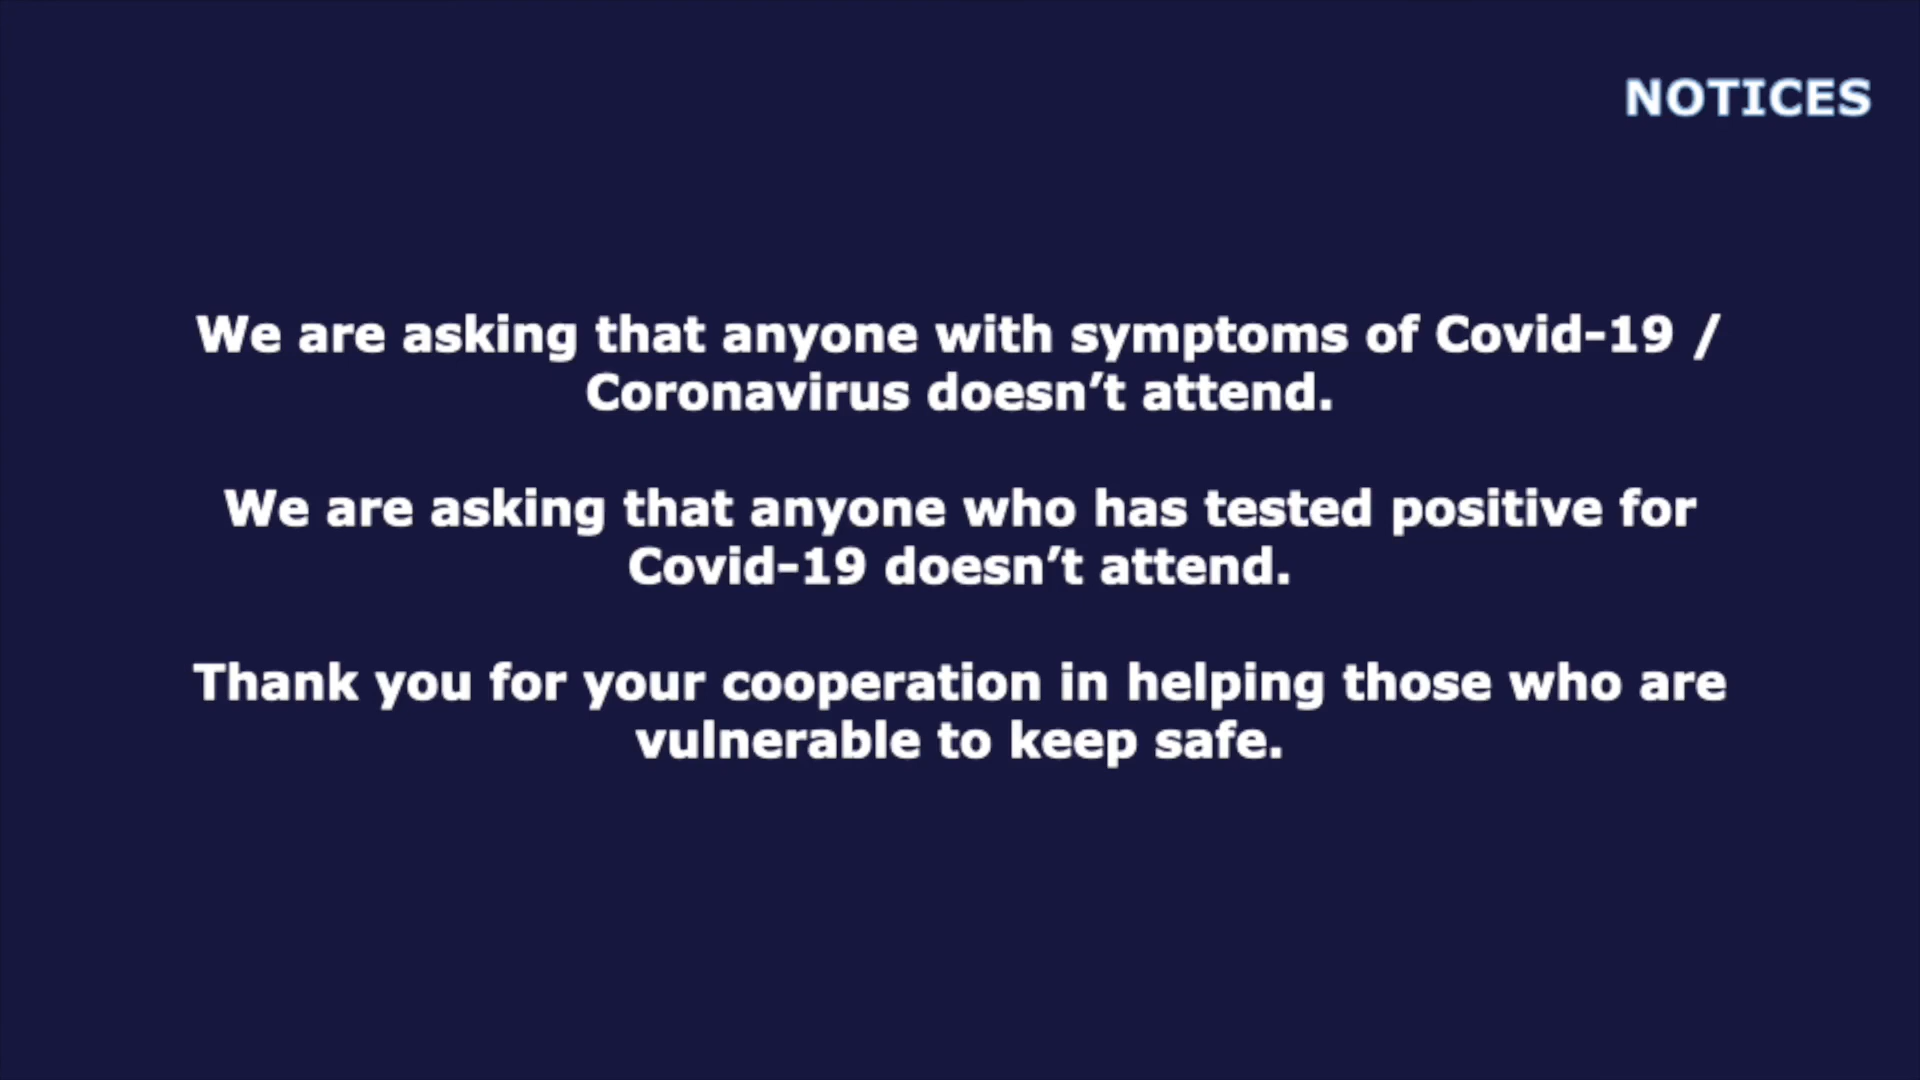 NOTICES
We are asking that anyone with symptoms of Covid-19 /
Coronavirus doesn’t attend.
We are asking that anyone who has tested positive for
Covid-19 doesn’t attend.
Thank you for your cooperation in helping those who are
vulnerable to keep safe.